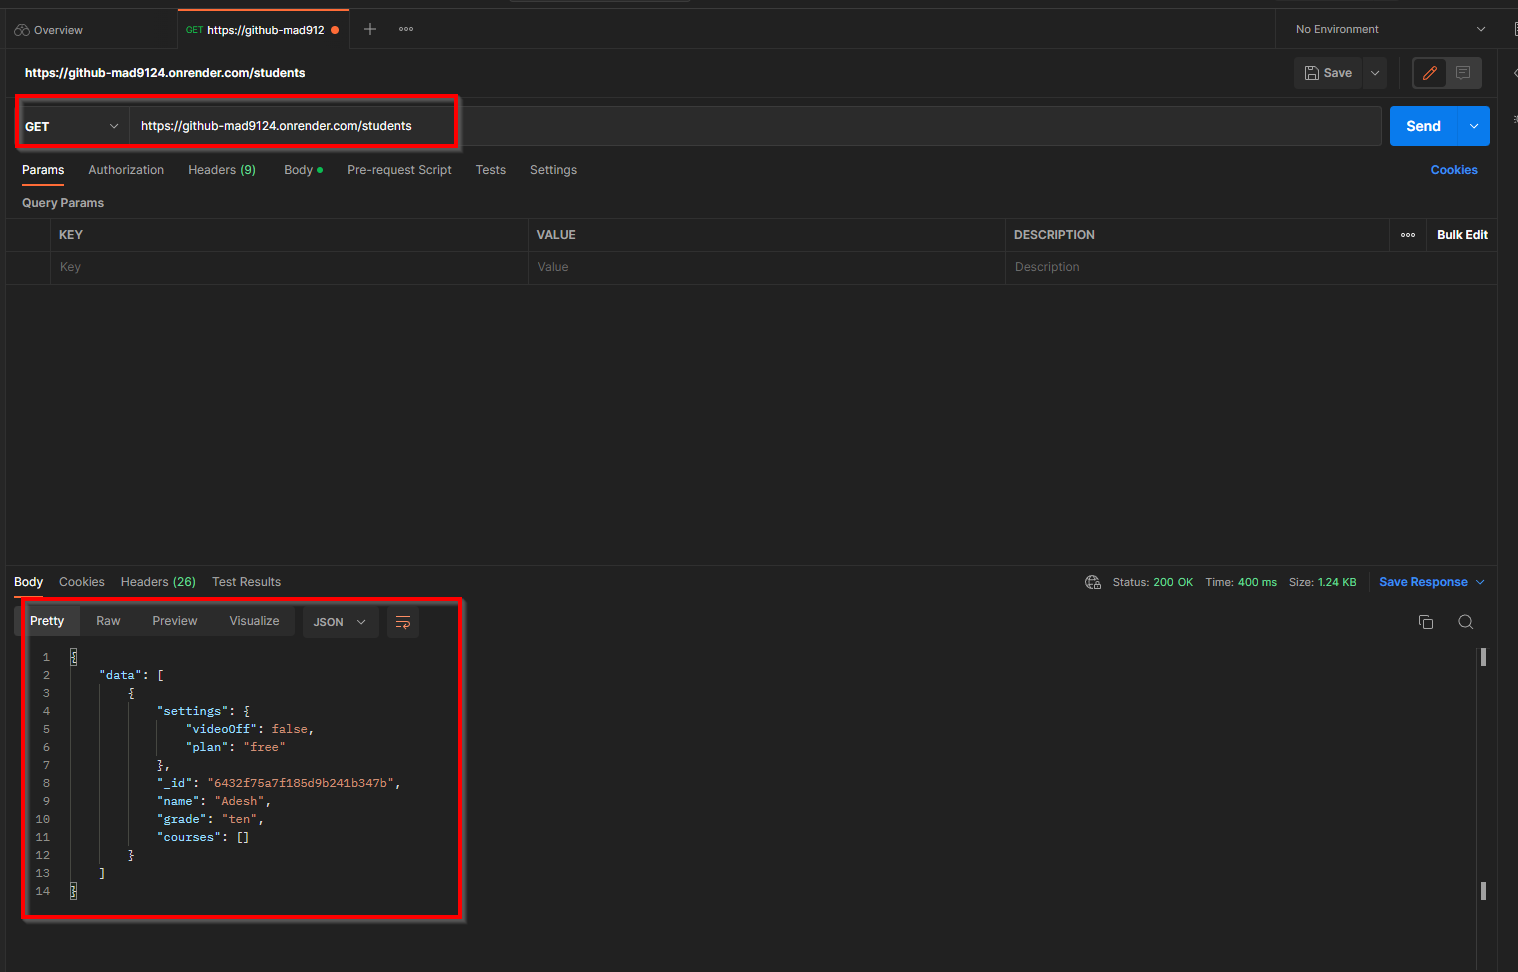 Overview
GET https://github-mad912
No Environment
https://github-mad9124.onrender.com/students
Save
GET
https://github-mad9124.onrender.com/students
Send
Params Authorization Headers (9) Body Pre-request Script Tests Settings
Cookies
Query Params
KEY VALUE DESCRIPTION Bulk Edit
Key Value Description
Body Cookies Headers (26) Test Results
Status: 200 OK Time: 400 ms Size: 1.24 KB Save Response
Pretty Raw Preview Visualize JSON
1 {
2 "data": [
3 {
4 "settings": {
5 "videoOff": false,
6 "plan": "free"
7 },
8 "_id": "6432f75a7f185d9b241b347b",
9 "name": "Adesh",
10 "grade": "ten",
11 "courses": []
12 }
13 ]
14 }